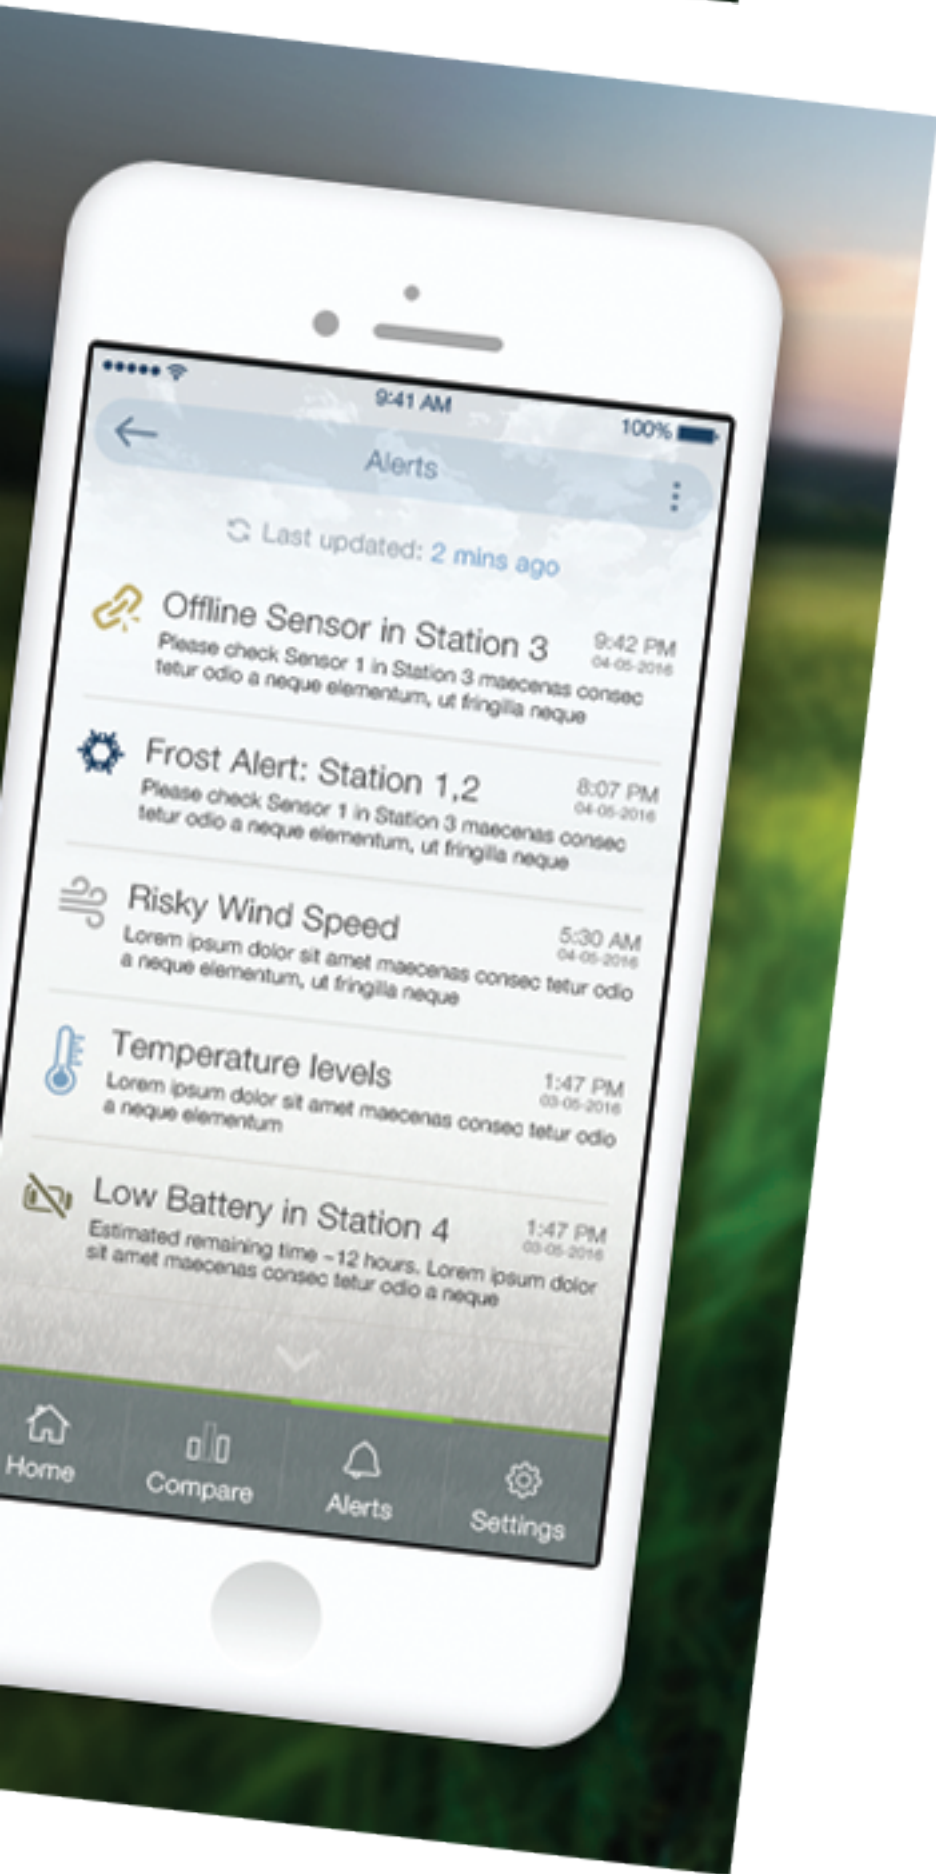 9:41 AM
100%
Alerts
Last updated: 2 mins ago
Offline Sensor in Station 3
9:42 PM
04-05-2016
Please check Sensor 1 in Station 3 maecenas consec
tetur odio a neque elementum, ut fringilla neque
Frost Alert: Station 1,2
8:07 PM
04-05-2016
Please check Sensor 1 in Station 3 maecenas consec
tetur odio a neque elementum, ut fringilla neque
Risky Wind Speed
5:30 AM
04-05-2016
Lorem ipsum dolor sit amet maecenas consec tetur odio
a neque elementum, ut fringilla neque
Temperature levels
1:47 PM
03-05-2016
Lorem ipsum dolor sit amet maecenas consec tetur odio
a neque elementum
Low Battery in Station 4
1:47 PM
03-05-2016
Estimated remaining time ~12 hours. Lorem ipsum dolor
sit amet maecenas consec tetur odio a neque
Home
Compare
Alerts
Settings